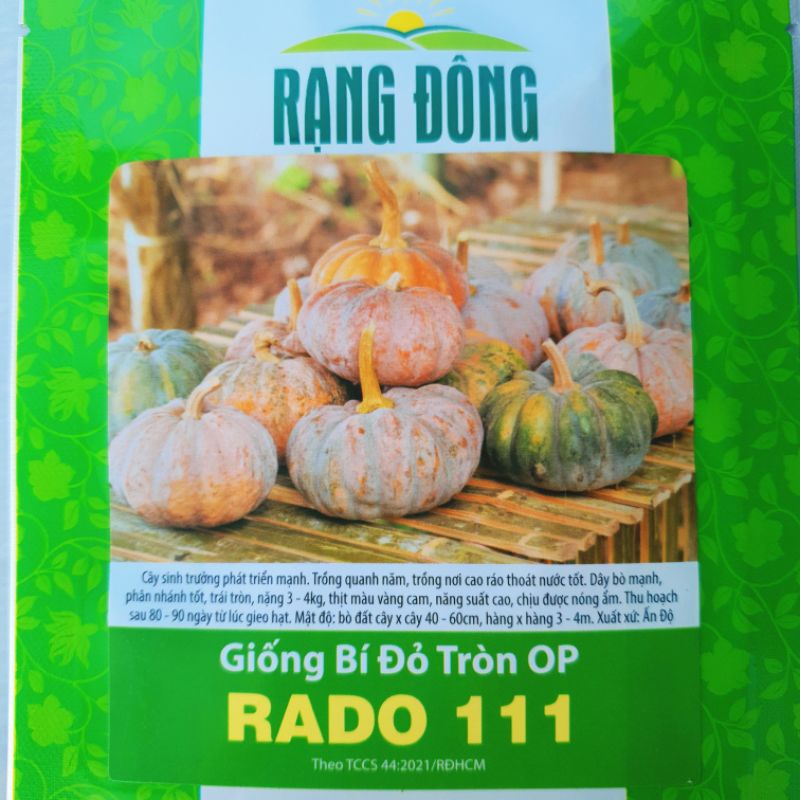 RẠNG ĐÔNG
Cây sinh trưởng phát triển mạnh. Trồng quanh năm, trồng nơi cao ráo thoát nước tốt. Dây bò mạnh,
phân nhánh tốt, trái tròn, nặng 3 - 4kg, thịt màu vàng cam, năng suất cao, chịu được nóng ẩm. Thu hoạch
sau 80 - 90 ngày từ lúc gieo hạt. Mật độ: bò đất cây x cây 40 - 60cm, hàng x hàng 3 - 4m. Xuất xứ: Ấn Độ
Giống Bí Đỏ Tròn OP
RADO 111
Theo TCCS 44:2021/RĐHCM